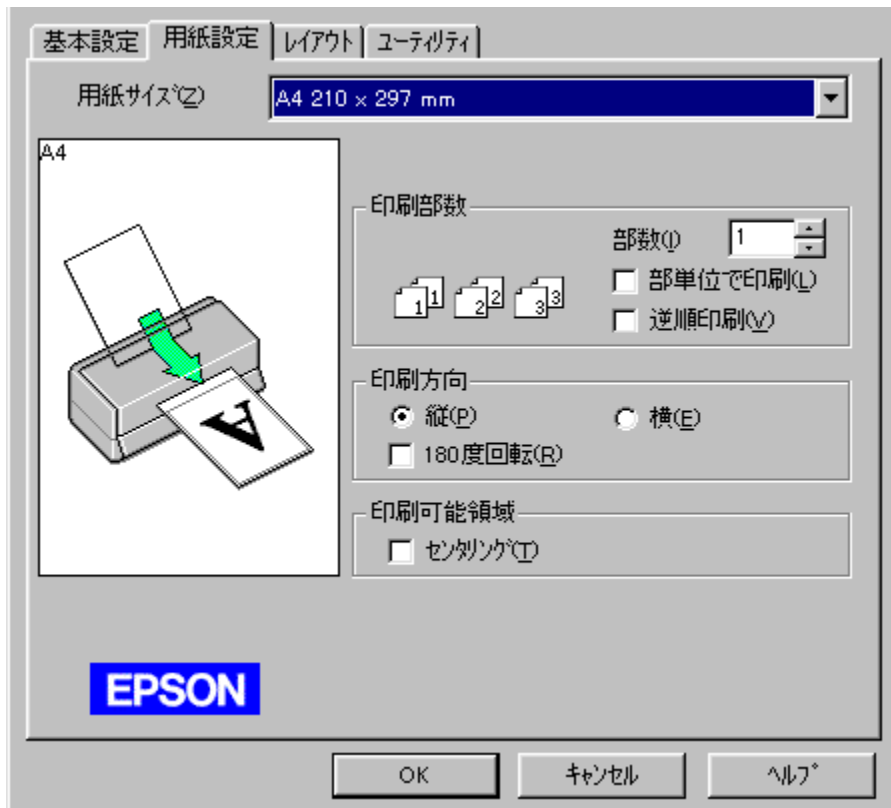 基本設定 用紙設定 ﾚｲｱｳﾄ ﾕｰﾃｨﾘﾃｨ
用紙ｻｲｽﾞ(Z) A4 210 × 297 mm
A4
印刷部数
部数(I) 1
1 1 2 2 3 3
部単位で印刷(L)
逆順印刷(V)
印刷方向
縦(P) 横(E)
180度回転(R)
印刷可能領域
ｾﾝﾀﾘﾝｸﾞ(T)
A
EPSON
OK ｷｬﾝｾﾙ ﾍﾙﾌﾟ